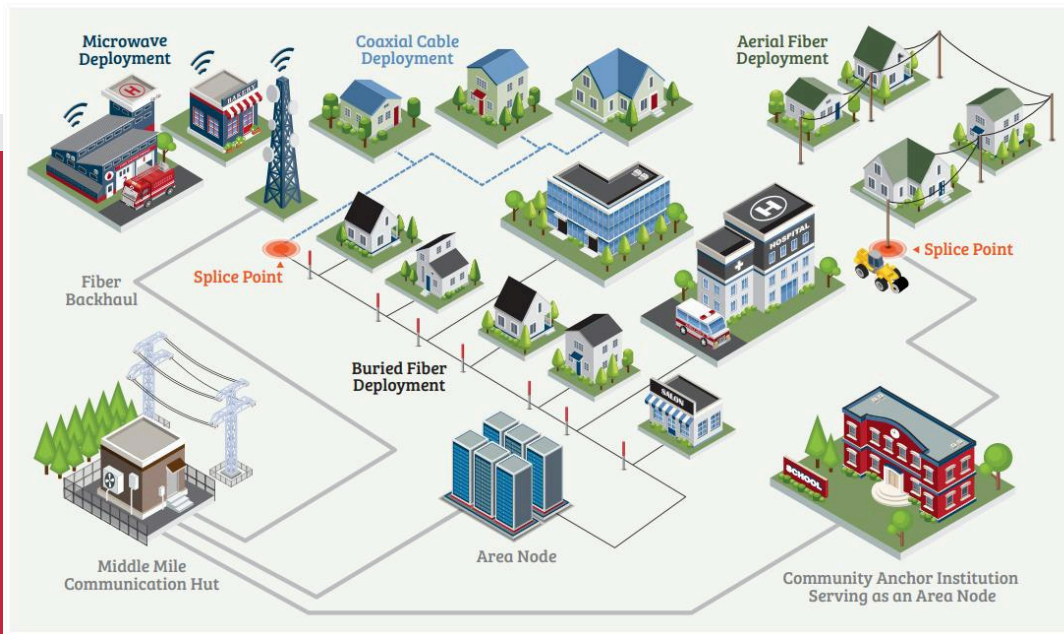 Microwave
Deployment
Coaxial Cable
Deployment
Aerial Fiber
Deployment
H
BAKERY
H
HOSPITAL
Splice Point
Splice Point
Fiber
Backhaul
Buried Fiber
Deployment
SALON
SCHOOL
Middle Mile
Communication Hut
Area Node
Community Anchor Institution
Serving as an Area Node